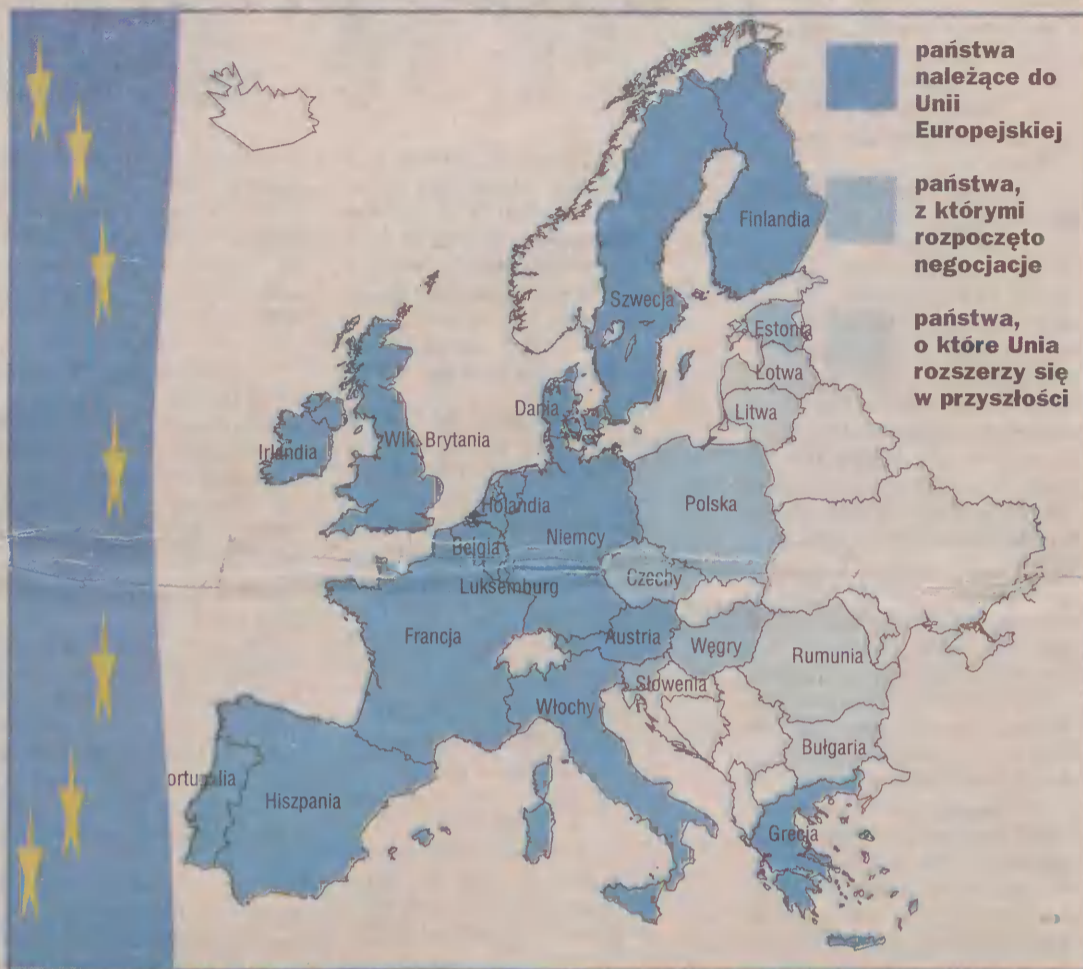 państwa
należące do
Unii
Europejskiej
państwa,
z którymi
rozpoczęto
negocjacje
państwa,
o które Unia
rozszerzy się
w przyszłości
Finlandia
Szwecja
Estonia
Łotwa
Litwa
Dania
Irlandia
Wlk. Brytania
Holandia
Polska
Niemcy
Belgia
Czechy
Luksemburg
Francja
Austria
Węgry
Rumunia
Słowenia
Włochy
Bułgaria
ortugalia
Hiszpania
Grecja